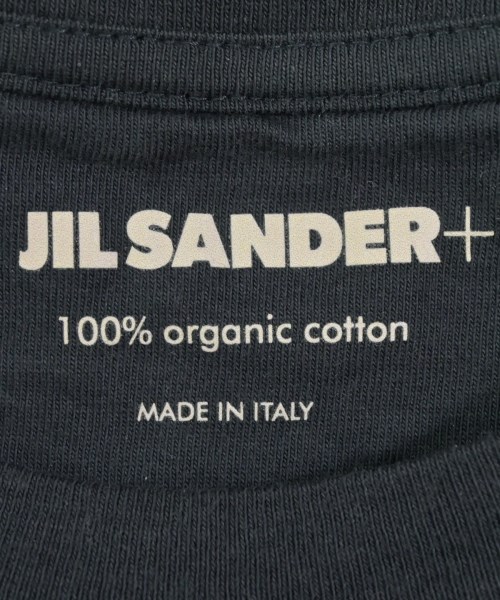 JIL SANDER+
100% organic cotton
MADE IN ITALY